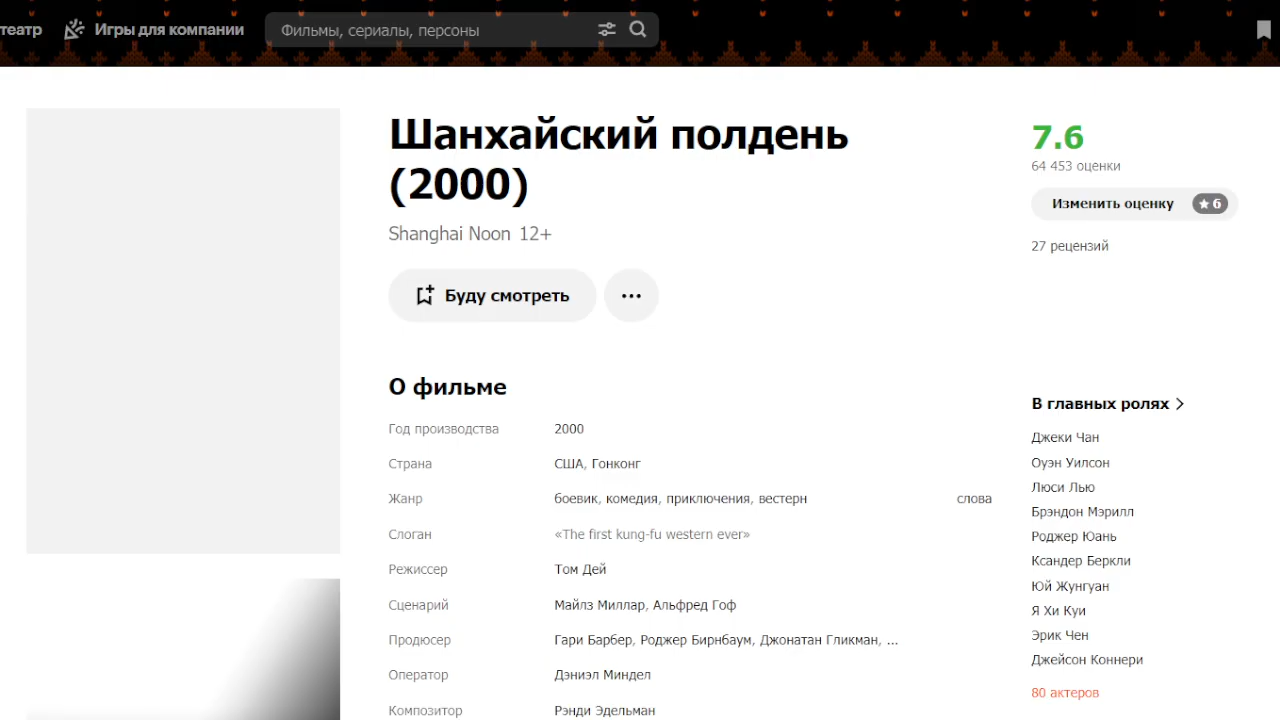 театр Игры для компании Фильмы, сериалы, персоны
Шанхайский полдень
(2000)
Shanghai Noon 12+
Буду смотреть
7.6
64 453 оценки
Изменить оценку 6
27 рецензий
О фильме
Год производства 2000
Страна США, Гонконг
Жанр боевик, комедия, приключения, вестерн слова
Слоган «The first kung-fu western ever»
Режиссер Том Дей
Сценарий Майлз Миллар, Альфред Гоф
Продюсер Гари Барбер, Роджер Бирнбаум, Джонатан Гликман, ...
Оператор Дэниэл Миндел
Композитор Рэнди Эдельман
В главных ролях
Джеки Чан
Оуэн Уилсон
Люси Лью
Брэндон Мэрилл
Роджер Юань
Ксандер Беркли
Юй Жунгуан
Я Хи Куи
Эрик Чен
Джейсон Коннери
80 актеров